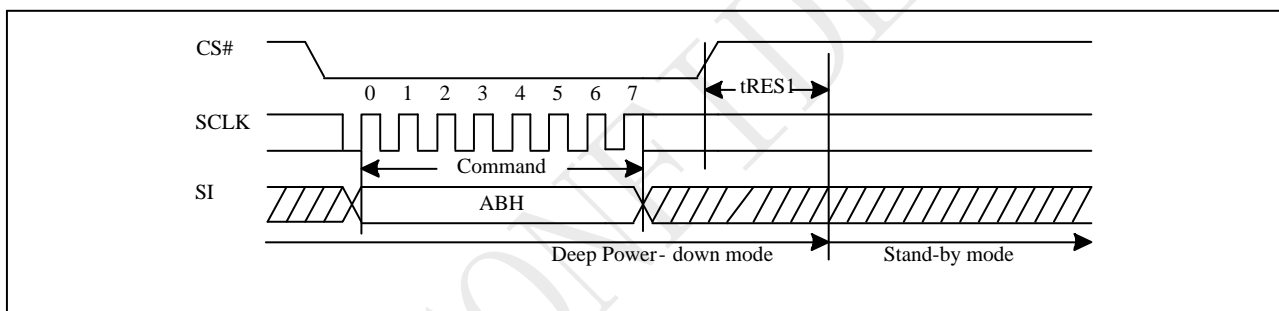 CS#
tRES1
0 1 2 3 4 5 6 7
SCLK
Command
SI
ABH
Deep Power- down mode
Stand-by mode